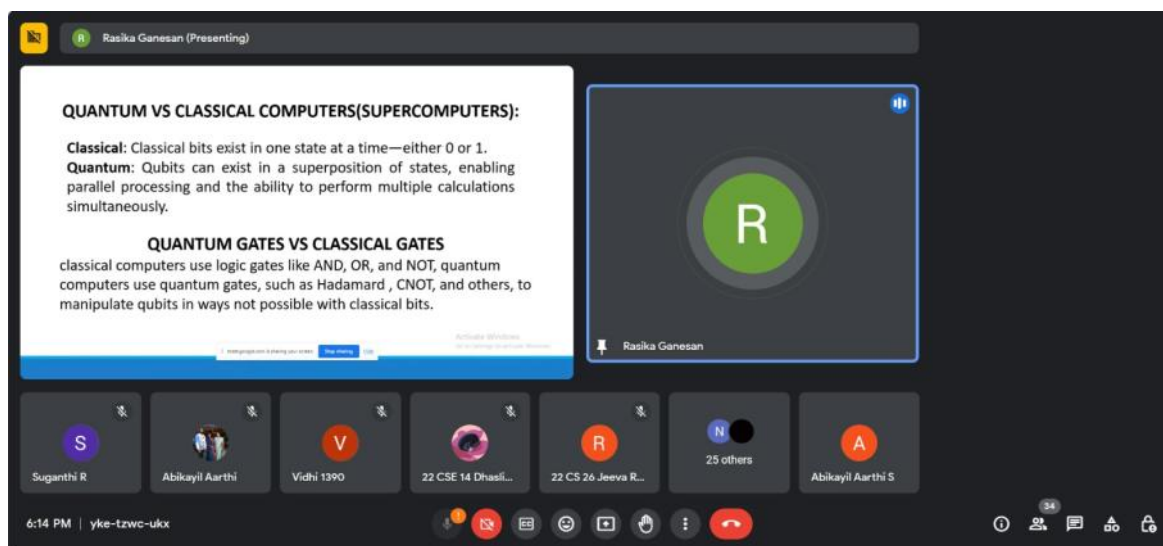 R
Rasika Ganesan (Presenting)
QUANTUM VS CLASSICAL COMPUTERS(SUPERCOMPUTERS):
Classical: Classical bits exist in one state at a time—either 0 or 1.
Quantum: Qubits can exist in a superposition of states, enabling
parallel processing and the ability to perform multiple calculations
simultaneously.
QUANTUM GATES VS CLASSICAL GATES
classical computers use logic gates like AND, OR, and NOT, quantum
computers use quantum gates, such as Hadamard , CNOT, and others, to
manipulate qubits in ways not possible with classical bits.
Activate Windows
Stop sharing
R
Rasika Ganesan
S
Suganthi R
Abikayil Aarthi
V
Vidhi 1390
22 CSE 14 Dhasli...
R
22 CS 26 Jeeva R...
N
25 others
A
Abikayil Aarthi S
6:14 PM | yke-tzwc-ukx
CC
34